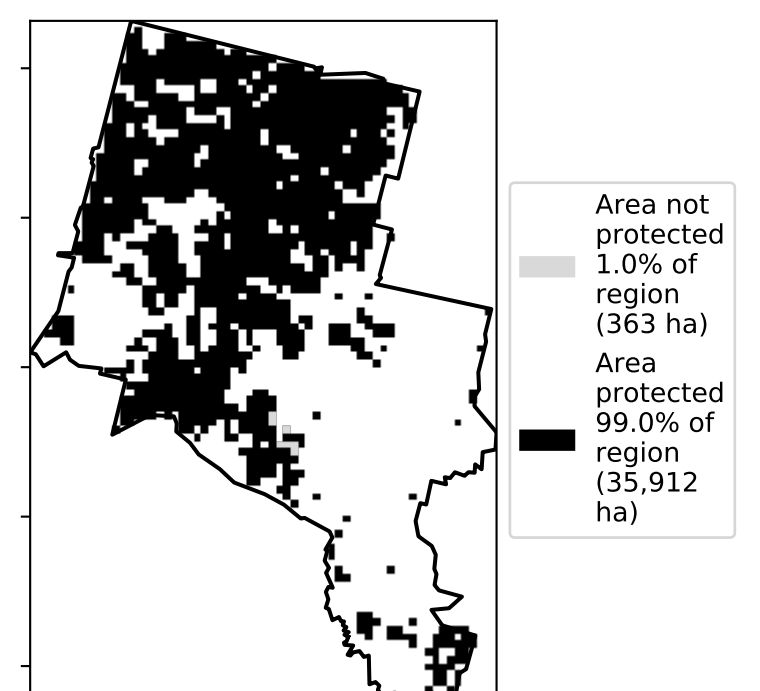 Area not
protected
1.0% of
region
(363 ha)
Area
protected
99.0% of
region
(35,912
ha)